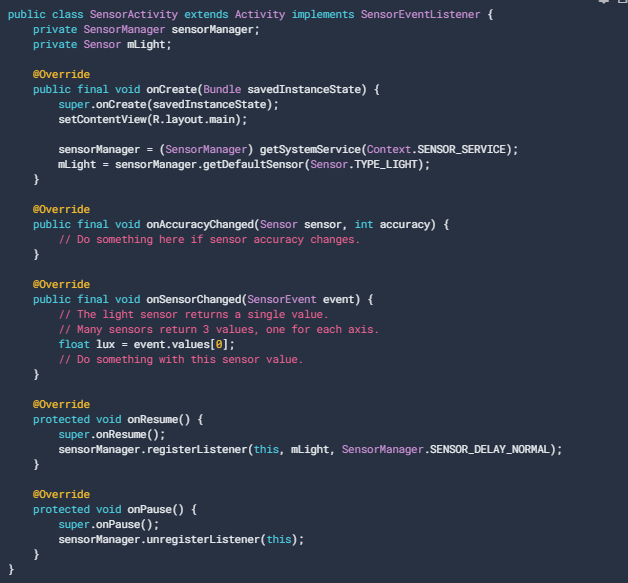 public class SensorActivity extends Activity implements SensorEventListener {
    private SensorManager sensorManager;
    private Sensor mLight;

    @Override
    public final void onCreate(Bundle savedInstanceState) {
        super.onCreate(savedInstanceState);
        setContentView(R.layout.main);

        sensorManager = (SensorManager) getSystemService(Context.SENSOR_SERVICE);
        mLight = sensorManager.getDefaultSensor(Sensor.TYPE_LIGHT);
    }

    @Override
    public final void onAccuracyChanged(Sensor sensor, int accuracy) {
        // Do something here if sensor accuracy changes.
    }

    @Override
    public final void onSensorChanged(SensorEvent event) {
        // The light sensor returns a single value.
        // Many sensors return 3 values, one for each axis.
        float lux = event.values[0];
        // Do something with this sensor value.
    }

    @Override
    protected void onResume() {
        super.onResume();
        sensorManager.registerListener(this, mLight, SensorManager.SENSOR_DELAY_NORMAL);
    }

    @Override
    protected void onPause() {
        super.onPause();
        sensorManager.unregisterListener(this);
    }
}